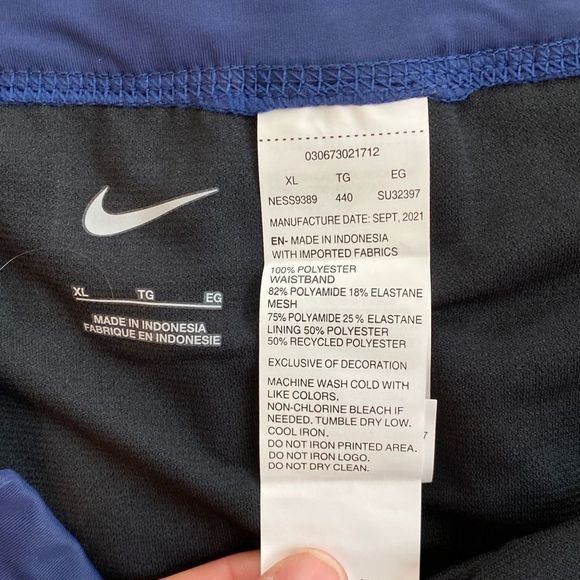 XL TG EG
MADE IN INDONESIA
FABRIQUE EN INDONESIE
030673021712
XL TG EG
NESS9389 440 SU32397
MANUFACTURE DATE: SEPT, 2021
EN- MADE IN INDONESIA
WITH IMPORTED FABRICS
100% POLYESTER
WAISTBAND
82% POLYAMIDE 18% ELASTANE
MESH
75% POLYAMIDE 25 % ELASTANE
LINING 50% POLYESTER
50% RECYCLED POLYESTER
EXCLUSIVE OF DECORATION
MACHINE WASH COLD WITH
LIKE COLORS.
NON-CHLORINE BLEACH IF
NEEDED. TUMBLE DRY LOW.
COOL IRON.
DO NOT IRON PRINTED AREA.
DO NOT IRON LOGO.
DO NOT DRY CLEAN.
7